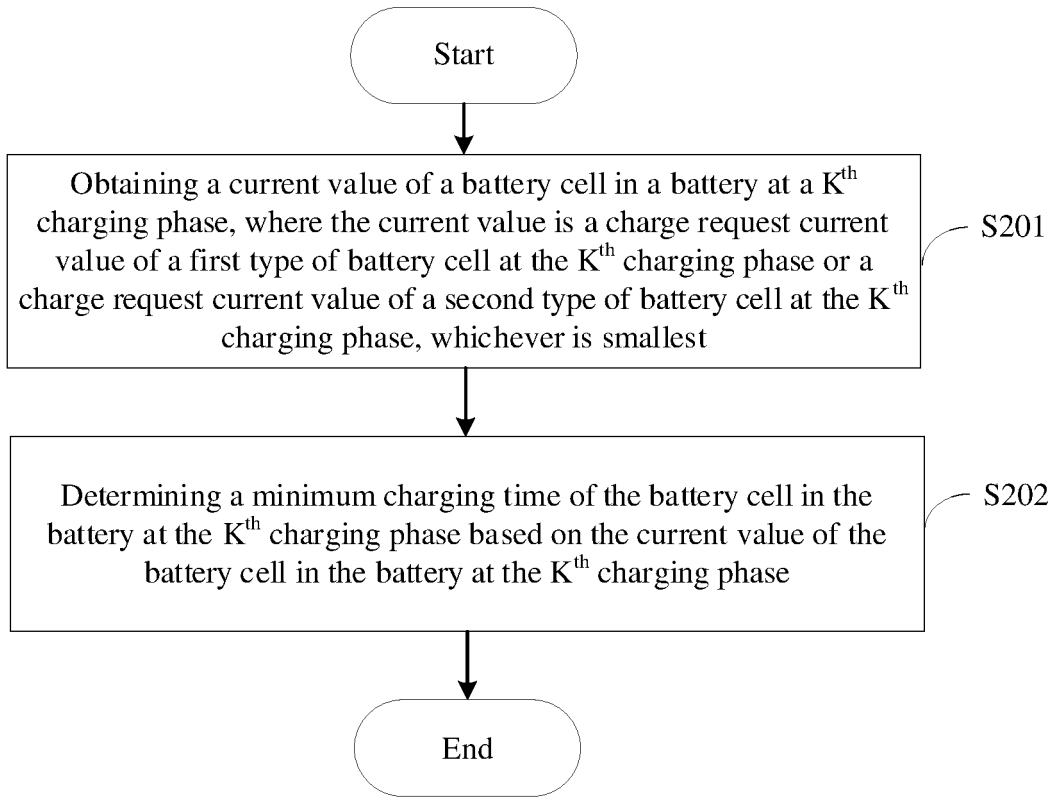 Start
Obtaining a current value of a battery cell in a battery at a Kth
charging phase, where the current value is a charge request current
value of a first type of battery cell at the Kth charging phase or a
charge request current value of a second type of battery cell at the Kth
charging phase, whichever is smallest
S201
Determining a minimum charging time of the battery cell in the
battery at the Kth charging phase based on the current value of the
battery cell in the battery at the Kth charging phase
S202
End